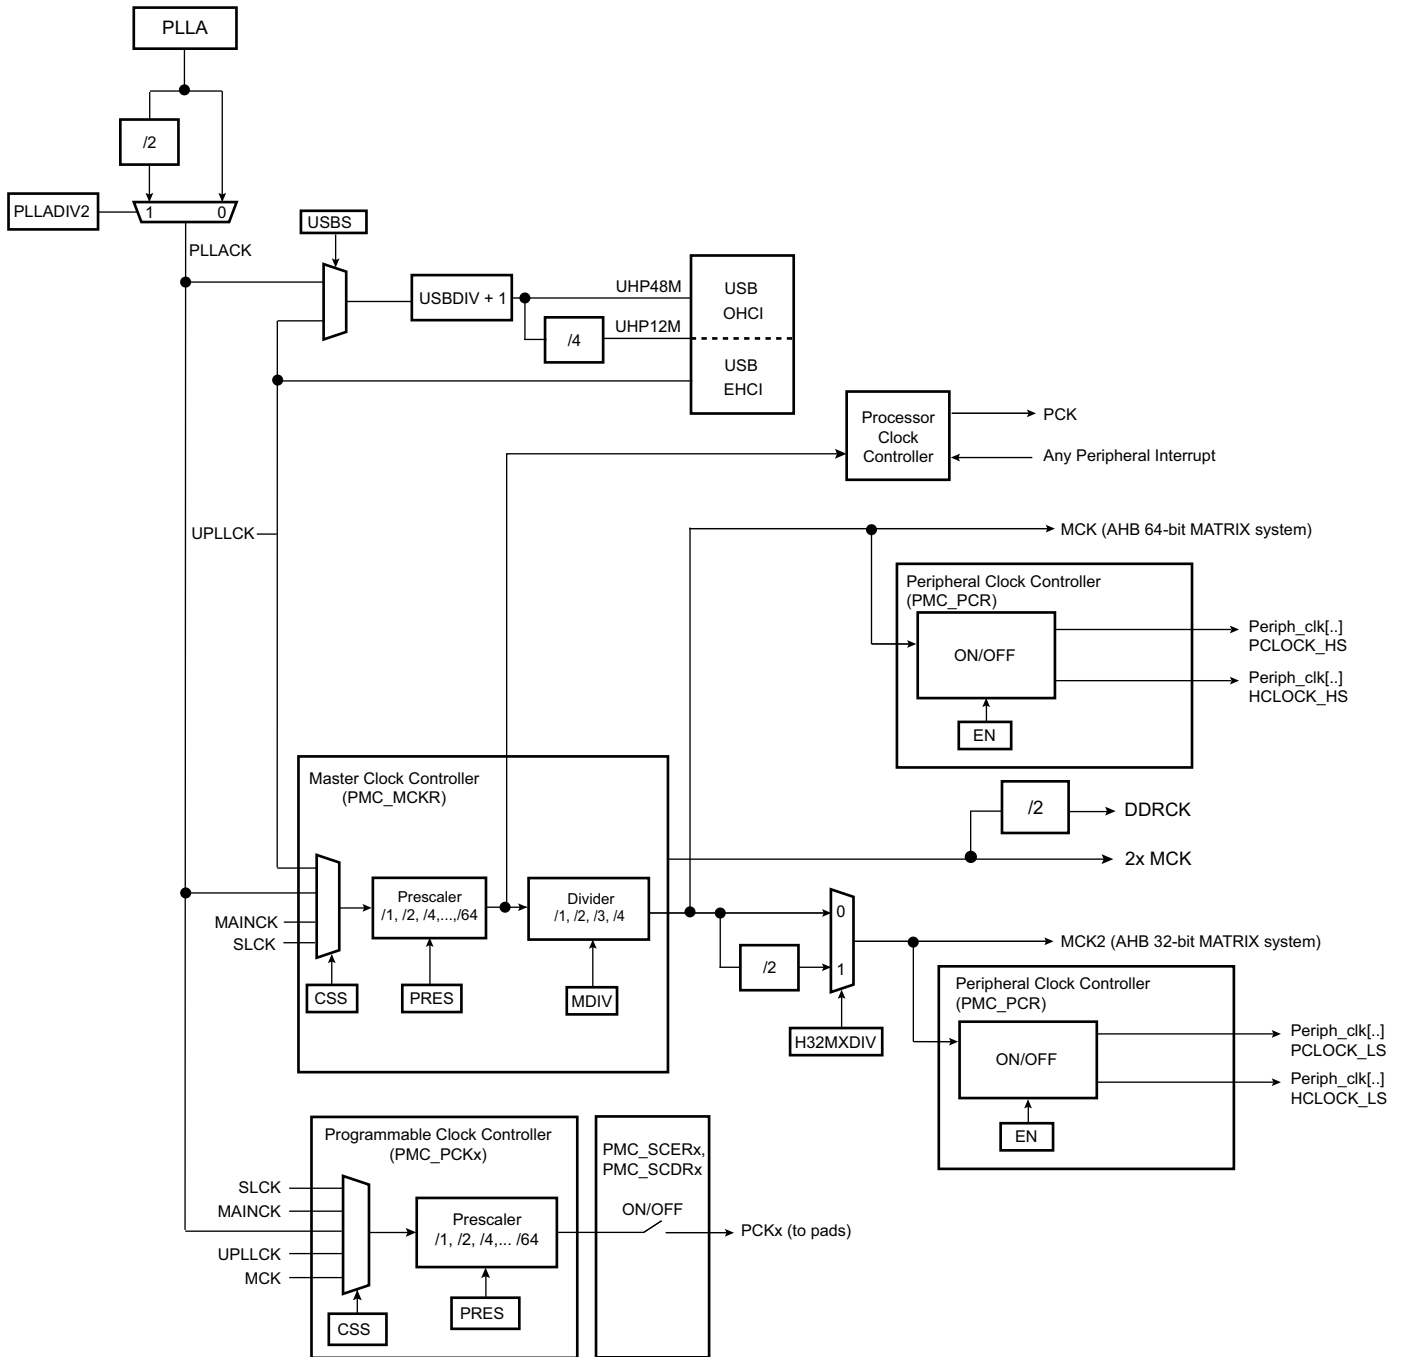 PLLA
/2
PLLADIV2
1
0
PLLACK
USBS
USBDIV + 1
UHP48M
/4
UHP12M
USB
OHCI
USB
EHCI
Processor
Clock
Controller
PCK
Any Peripheral Interrupt
UPLLCK
MCK (AHB 64-bit MATRIX system)
Peripheral Clock Controller
(PMC_PCR)
ON/OFF
EN
Periph_clk[..]
PCLOCK_HS
Periph_clk[..]
HCLOCK_HS
Master Clock Controller
(PMC_MCKR)
/2
DDRCK
2x MCK
MAINCK
SLCK
Prescaler
/1, /2, /4,...,/64
Divider
/1, /2, /3, /4
CSS
PRES
MDIV
/2
0
1
H32MXDIV
MCK2 (AHB 32-bit MATRIX system)
Peripheral Clock Controller
(PMC_PCR)
ON/OFF
EN
Periph_clk[..]
PCLOCK_LS
Periph_clk[..]
HCLOCK_LS
Programmable Clock Controller
(PMC_PCKx)
SLCK
MAINCK
UPLLCK
MCK
Prescaler
/1, /2, /4,... /64
CSS
PRES
PMC_SCERx,
PMC_SCDRx
ON/OFF
PCKx (to pads)